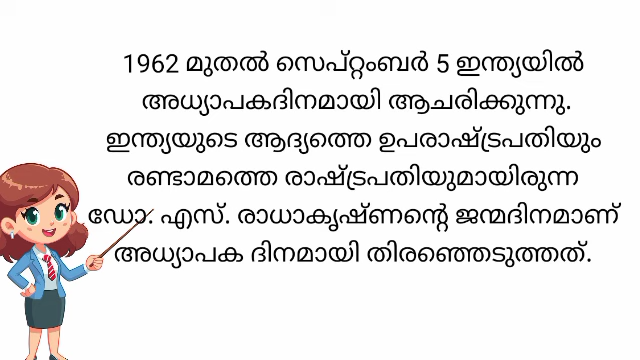 1962 മുതൽ സെപ്റ്റംബർ 5 ഇന്ത്യയിൽ
അധ്യാപകദിനമായി ആചരിക്കുന്നു.
ഇന്ത്യയുടെ ആദ്യത്തെ ഉപരാഷ്ട്രപതിയും
രണ്ടാമത്തെ രാഷ്ട്രപതിയുമായിരുന്ന
ഡോ. എസ്. രാധാകൃഷ്ണന്റെ ജന്മദിനമാണ്
അധ്യാപക ദിനമായി തിരഞ്ഞെടുത്തത്.